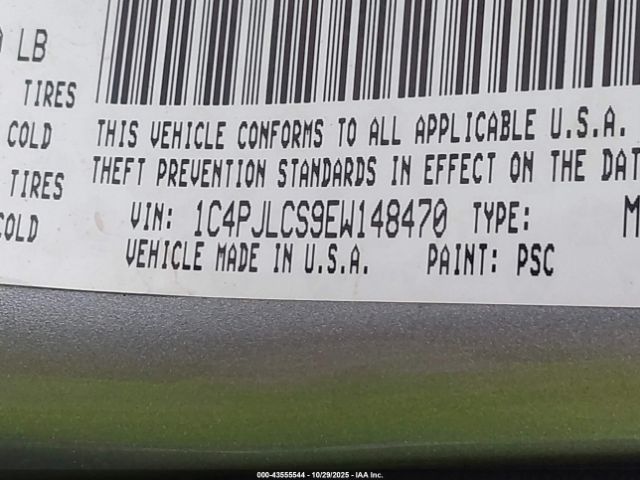 LB
TIRES
COLD
THIS VEHICLE CONFORMS TO ALL APPLICABLE U.S.A.
THEFT PREVENTION STANDARDS IN EFFECT ON THE DAT
TIRES
VIN: 1C4PJLCS9EW148470 TYPE: M
COLD
VEHICLE MADE IN U.S.A. PAINT: PSC
000-43555544 - 10/29/2025 - IAA Inc.